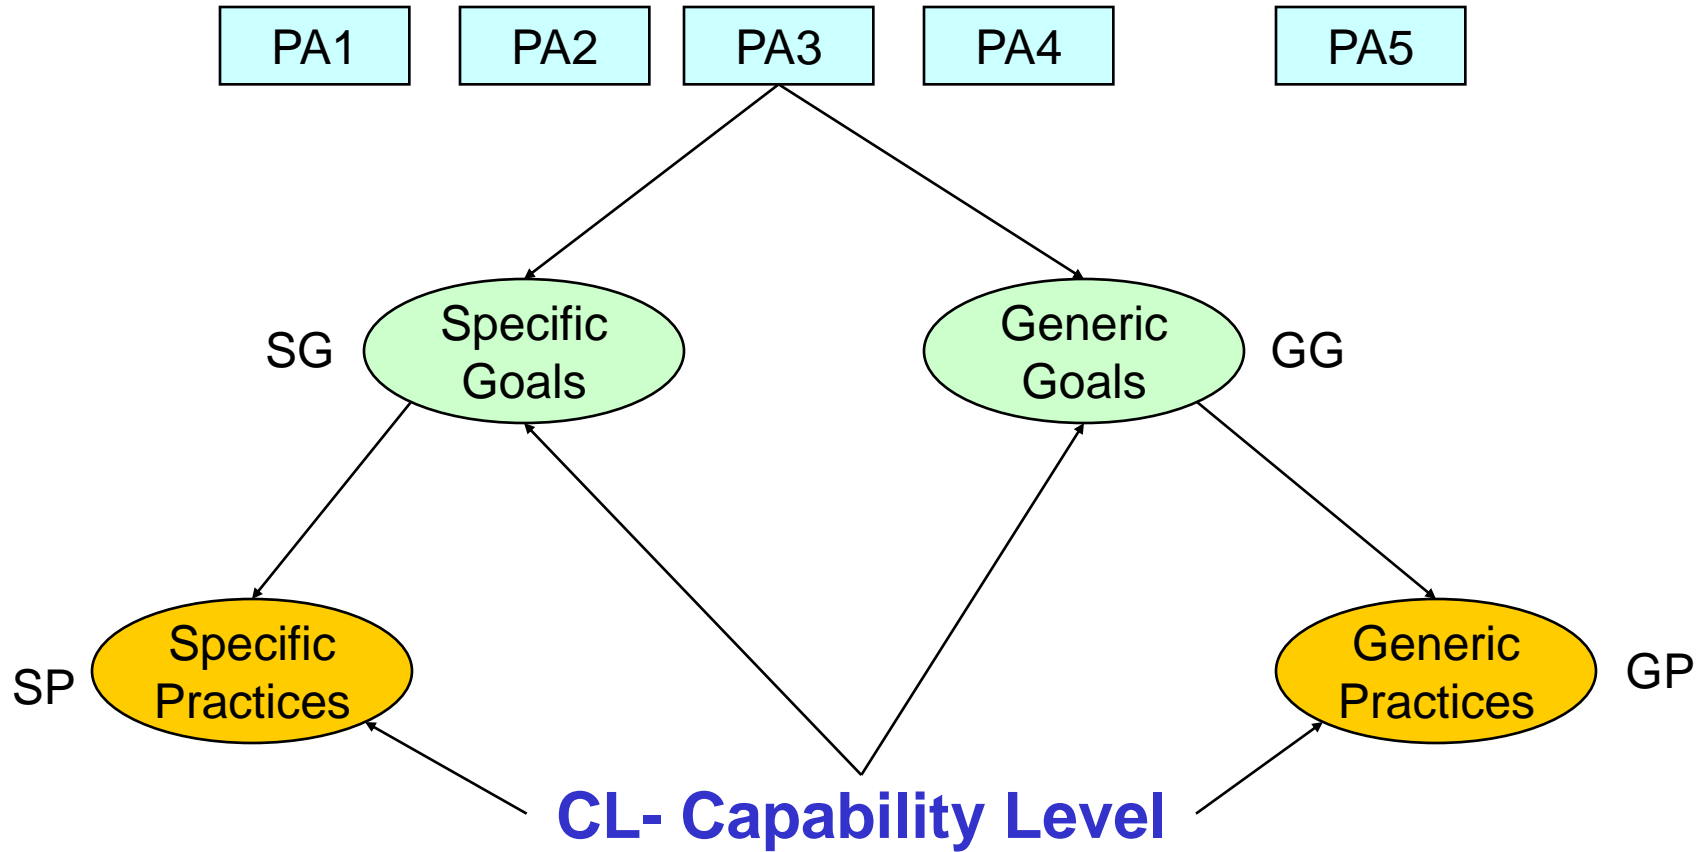 PA1 PA2 PA3 PA4 PA5
SG
Specific
Goals
Generic
Goals
GG
SP
Specific
Practices
Generic
Practices
GP
CL- Capability Level